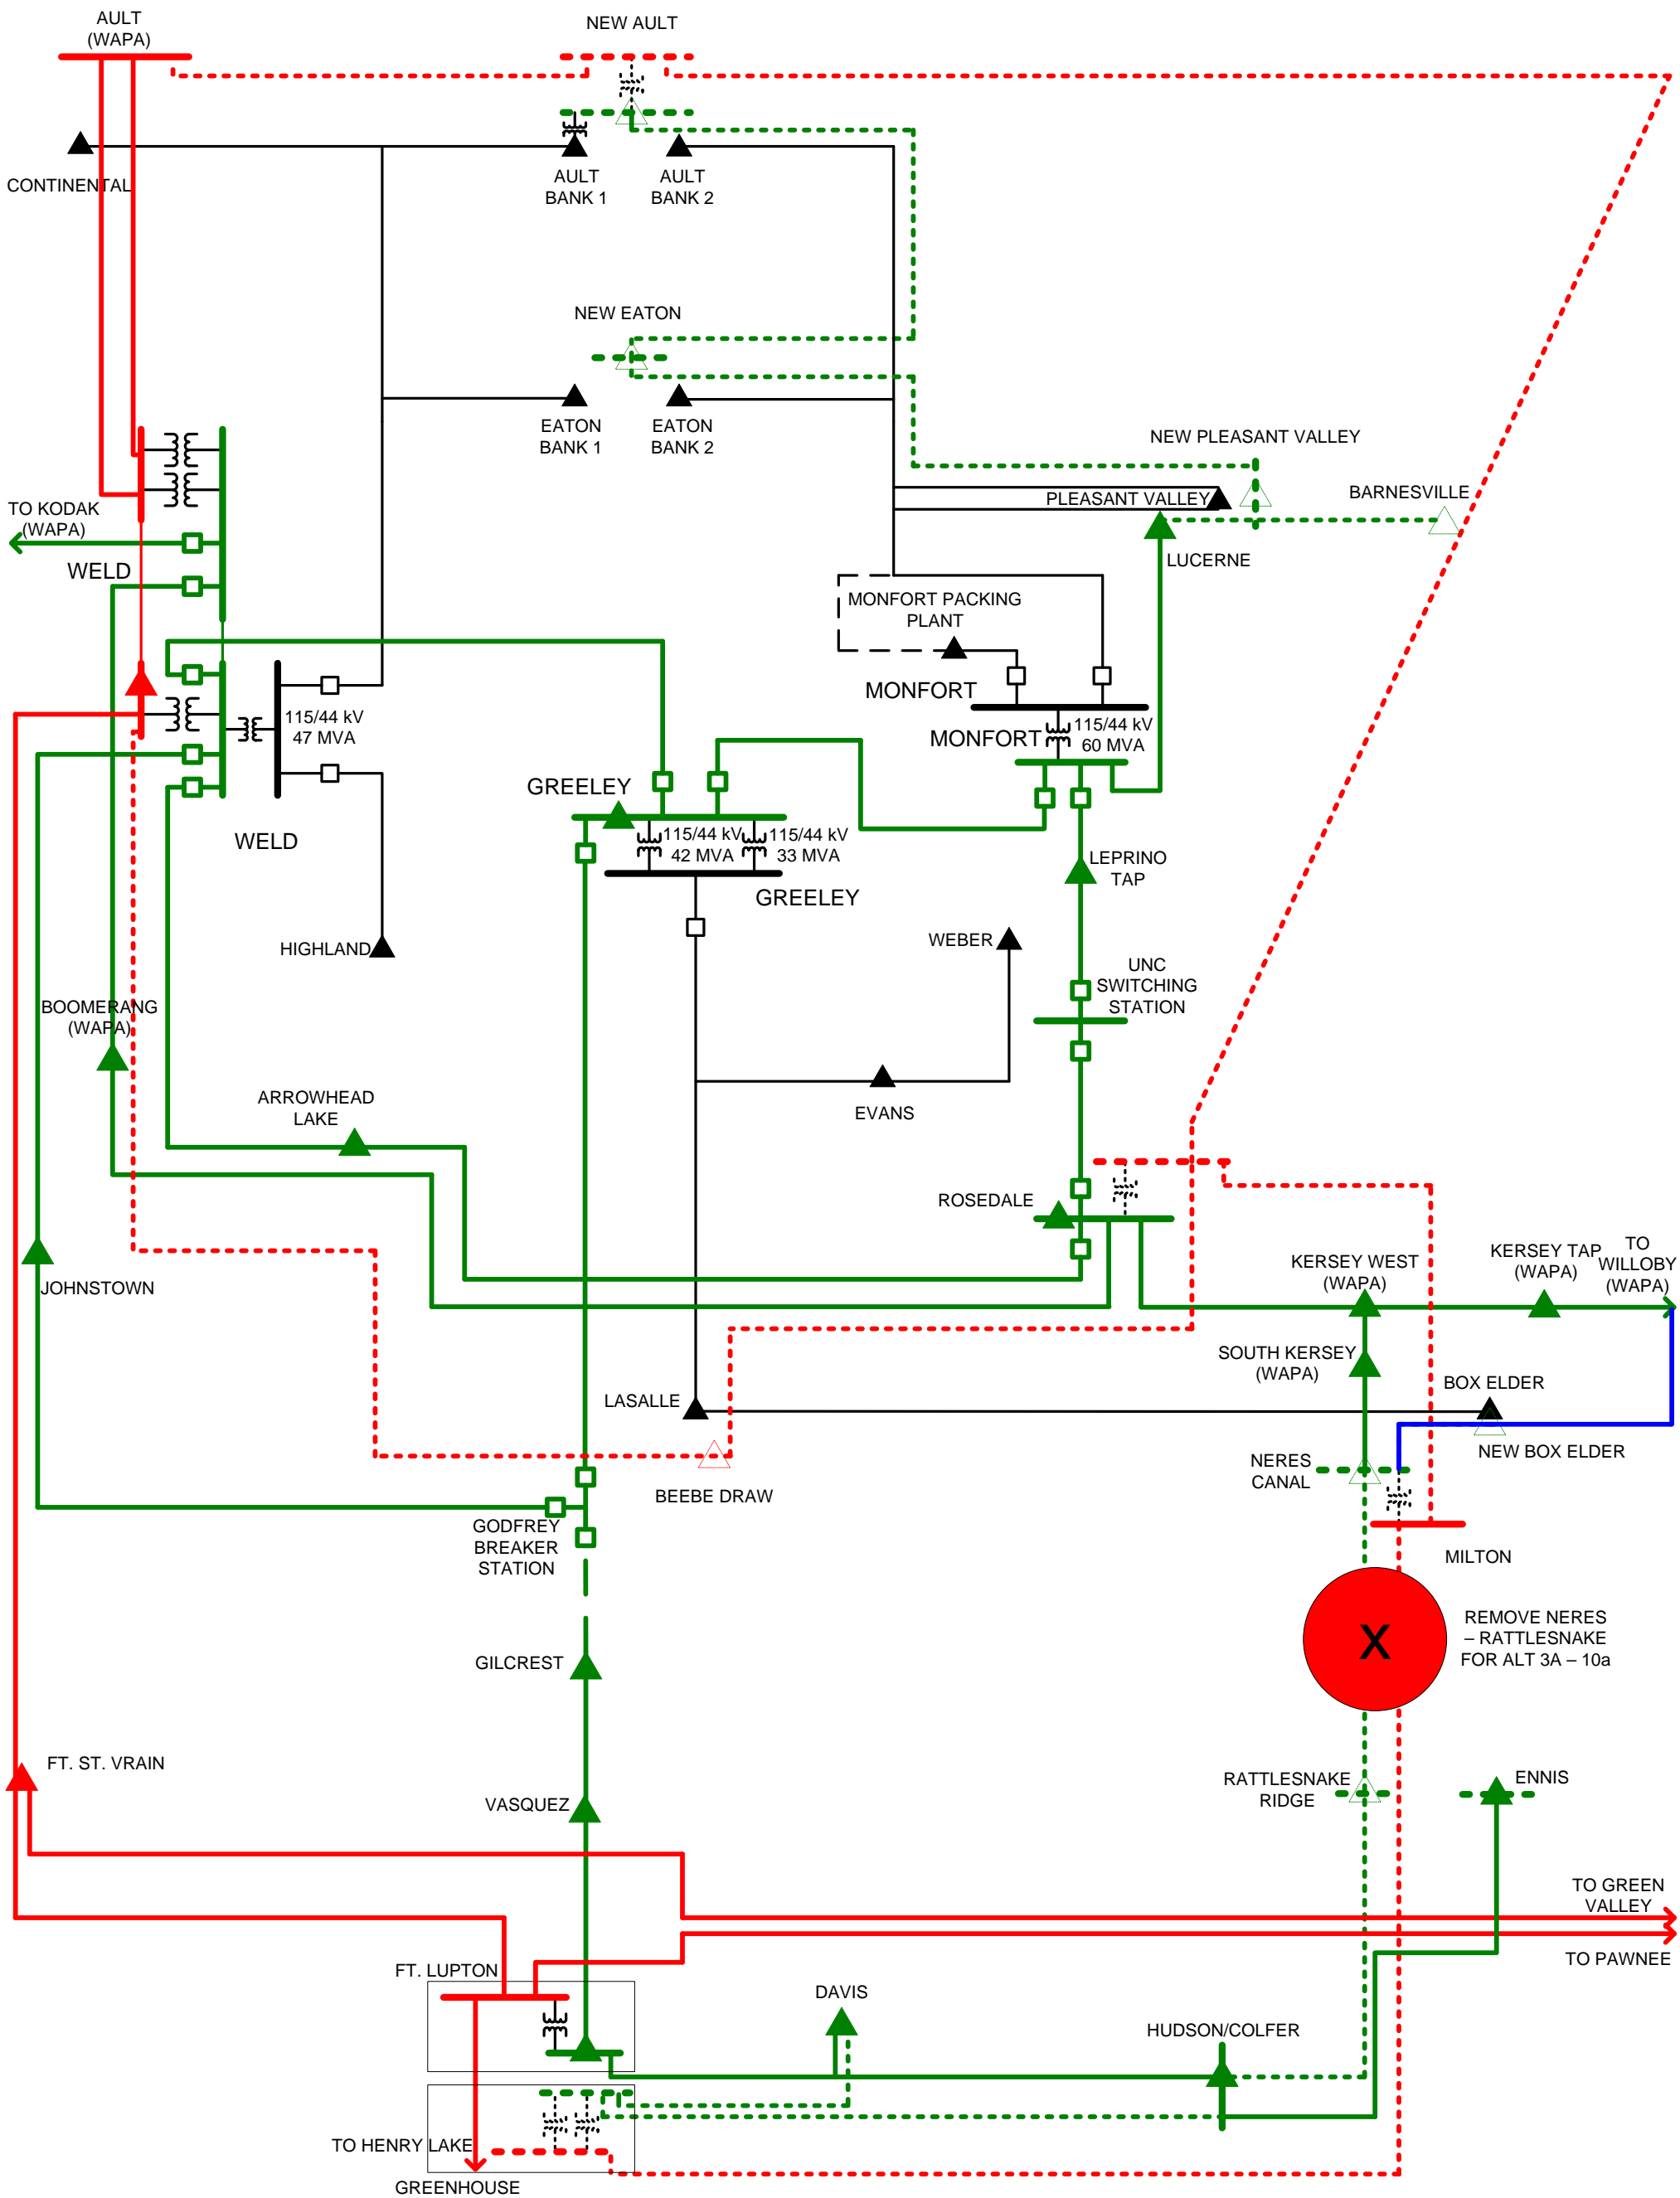 AULT
(WAPA)
NEW AULT
CONTINENTAL
AULT
BANK 1
AULT
BANK 2
NEW EATON
EATON
BANK 1
EATON
BANK 2
NEW PLEASANT VALLEY
PLEASANT VALLEY
BARNESVILLE
TO KODAK
(WAPA)
WELD
LUCERNE
MONFORT PACKING
PLANT
MONFORT
115/44 kV
47 MVA
MONFORT
115/44 kV
60 MVA
GREELEY
WELD
115/44 kV
42 MVA
115/44 kV
33 MVA
LEPRINO
TAP
GREELEY
HIGHLAND
WEBER
UNC
SWITCHING
STATION
BOOMERANG
(WAPA)
ARROWHEAD
LAKE
EVANS
ROSEDALE
JOHNSTOWN
KERSEY WEST
(WAPA)
KERSEY TAP
(WAPA)
TO
WILLOBY
(WAPA)
SOUTH KERSEY
(WAPA)
LASALLE
BOX ELDER
NEW BOX ELDER
NERES
CANAL
BEEBE DRAW
GODFREY
BREAKER
STATION
MILTON
X
REMOVE NERES
– RATTLESNAKE
FOR ALT 3A – 10a
GILCREST
FT. ST. VRAIN
RATTLESNAKE
RIDGE
ENNIS
VASQUEZ
TO GREEN
VALLEY
TO PAWNEE
FT. LUPTON
DAVIS
HUDSON/COLFER
TO HENRY LAKE
GREENHOUSE